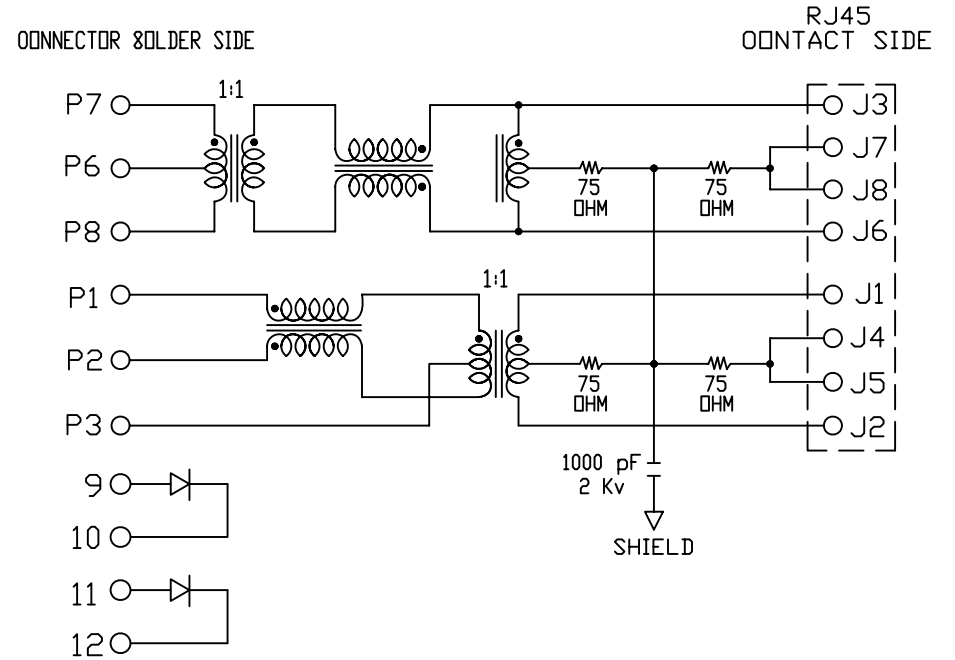 RJ45
OONNECTOR 8OLDER SIDE
OONTACT SIDE
1:1
P7
J3
J7
P6
75
OHM
75
OHM
J8
P8
J6
1:1
P1
J1
J4
P2
75
OHM
75
OHM
J5
P3
J2
1000 pF
2 Kv
9
10
SHIELD
11
12